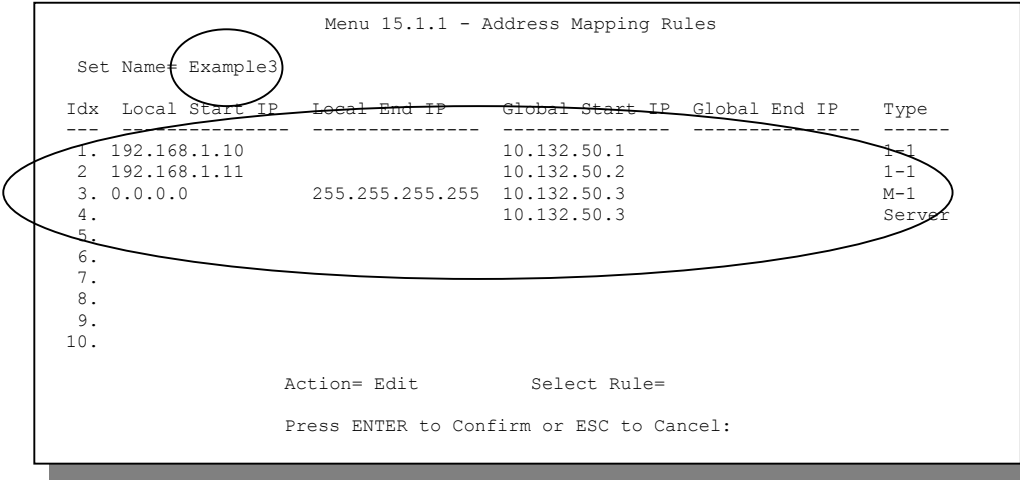 Menu 15.1.1 - Address Mapping Rules
Set Name= Example3
Idx Local Start IP Local End IP Global Start IP Global End IP Type
--- --------------- --------------- --------------- --------------- ------
1. 192.168.1.10 10.132.50.1 1-1
2 192.168.1.11 10.132.50.2 1-1
3. 0.0.0.0 255.255.255.255 10.132.50.3 M-1
4. 10.132.50.3 Server
5.
6.
7.
8.
9.
10.
Action= Edit Select Rule=
Press ENTER to Confirm or ESC to Cancel: